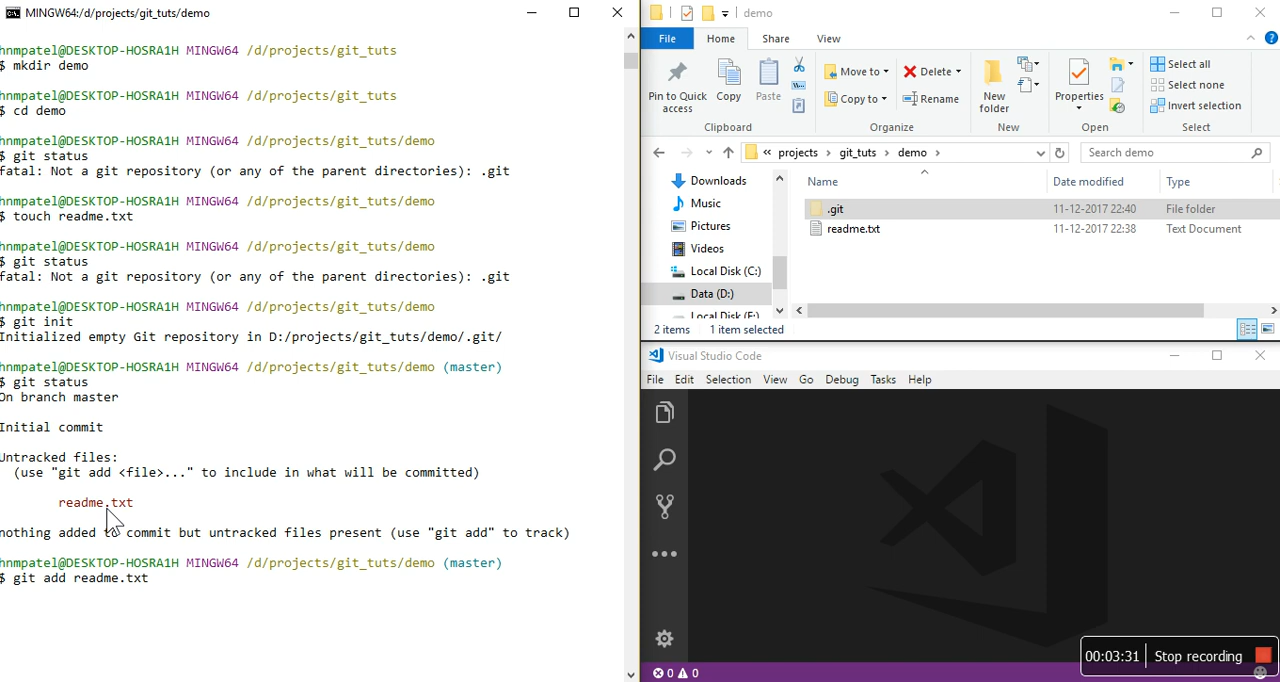 MINGW64:/d/projects/git_tuts/demo
hnmpatel@DESKTOP-HOSRA1H MINGW64 /d/projects/git_tuts
$ mkdir demo
hnmpatel@DESKTOP-HOSRA1H MINGW64 /d/projects/git_tuts
$ cd demo
hnmpatel@DESKTOP-HOSRA1H MINGW64 /d/projects/git_tuts/demo
$ git status
fatal: Not a git repository (or any of the parent directories): .git
hnmpatel@DESKTOP-HOSRA1H MINGW64 /d/projects/git_tuts/demo
$ touch readme.txt
hnmpatel@DESKTOP-HOSRA1H MINGW64 /d/projects/git_tuts/demo
$ git status
fatal: Not a git repository (or any of the parent directories): .git
hnmpatel@DESKTOP-HOSRA1H MINGW64 /d/projects/git_tuts/demo
$ git init
Initialized empty Git repository in D:/projects/git_tuts/demo/.git/
hnmpatel@DESKTOP-HOSRA1H MINGW64 /d/projects/git_tuts/demo (master)
$ git status
On branch master
Initial commit
Untracked files:
(use "git add <file>..." to include in what will be committed)
readme.txt
nothing added to commit but untracked files present (use "git add" to track)
hnmpatel@DESKTOP-HOSRA1H MINGW64 /d/projects/git_tuts/demo (master)
$ git add readme.txt
demo
File Home Share View
Pin to Quick access
Copy
Paste
Clipboard
Move to
Copy to
Delete
Rename
Organize
New folder
New
Properties
Open
Select all
Select none
Invert selection
Select
« projects › git_tuts › demo ›
Search demo
Downloads
Music
Pictures
Videos
Local Disk (C:)
Data (D:)
Local Disk (E:)
Name Date modified Type
.git 11-12-2017 22:40 File folder
readme.txt 11-12-2017 22:38 Text Document
2 items 1 item selected
Visual Studio Code
File Edit Selection View Go Debug Tasks Help
0 0
00:03:31 Stop recording